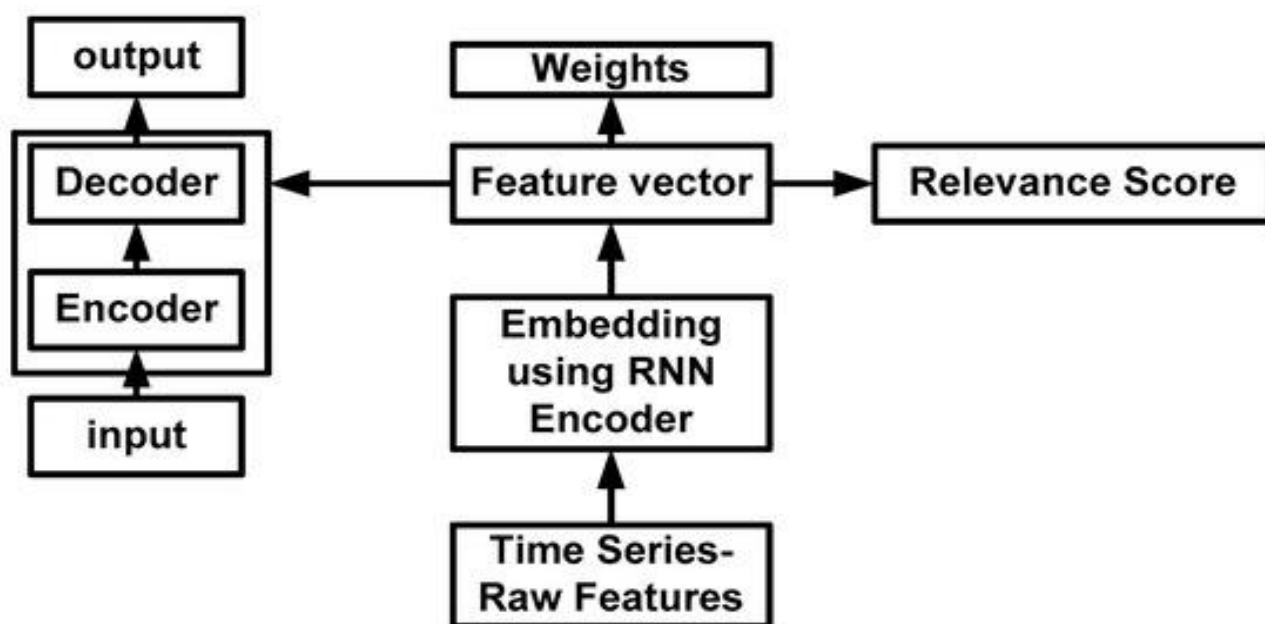 output
Decoder
Encoder
input
Weights
Feature vector
Embedding
using RNN
Encoder
Time Series-
Raw Features
Relevance Score